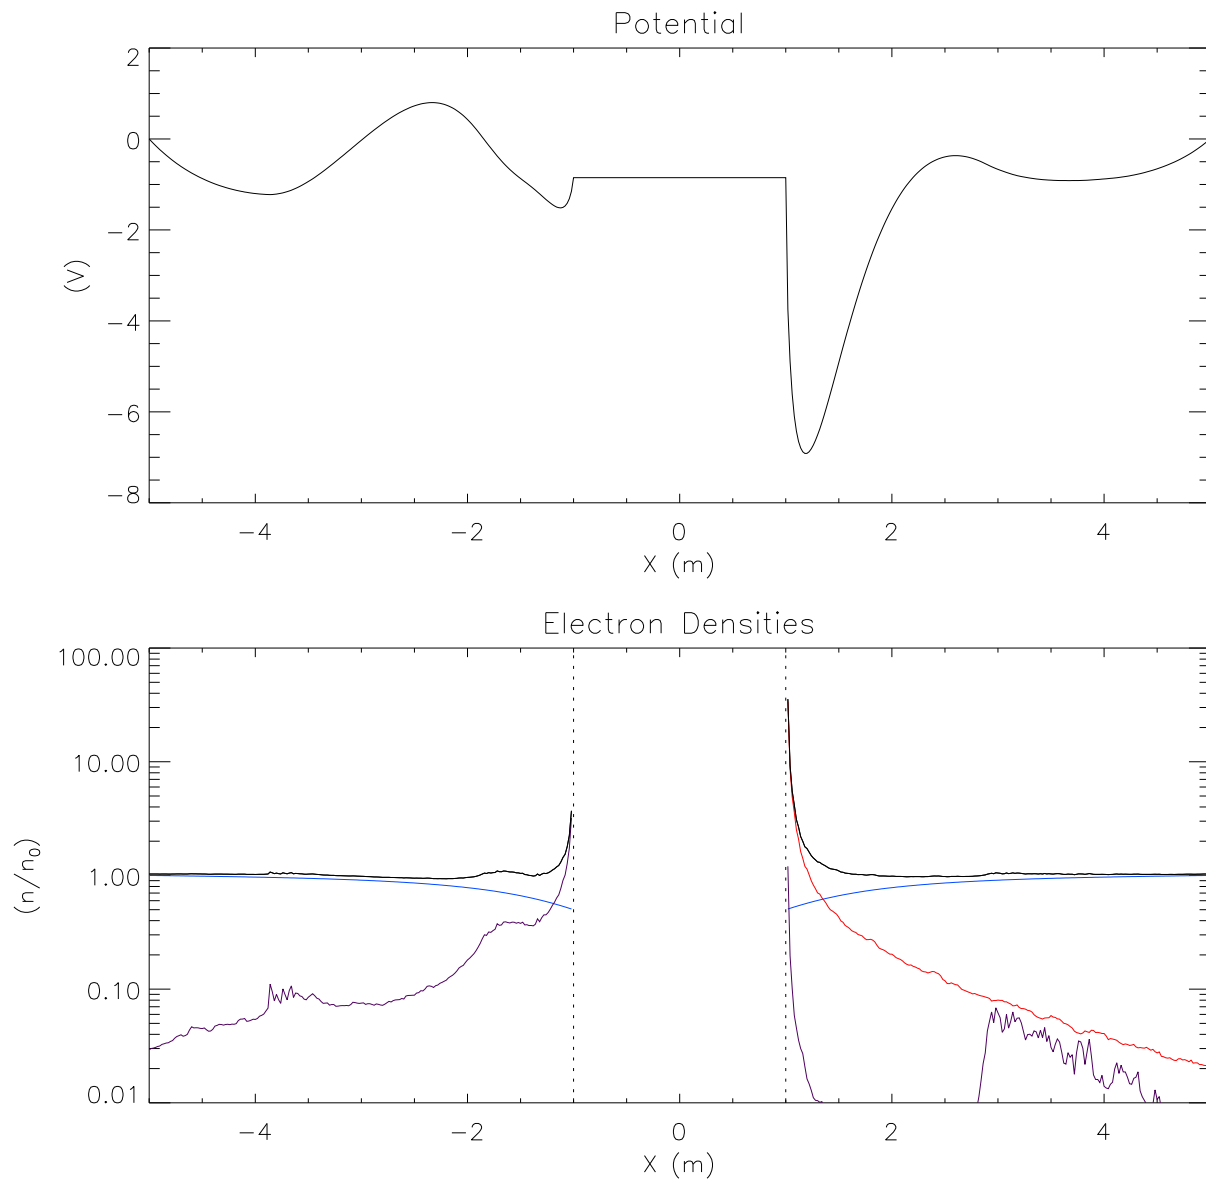 Potential
2
0
−2
−4
−6
−8
(V)
−4 −2 0 2 4
X (m)
Electron Densities
100.00
10.00
1.00
0.10
0.01
(n/n₀)
−4 −2 0 2 4
X (m)